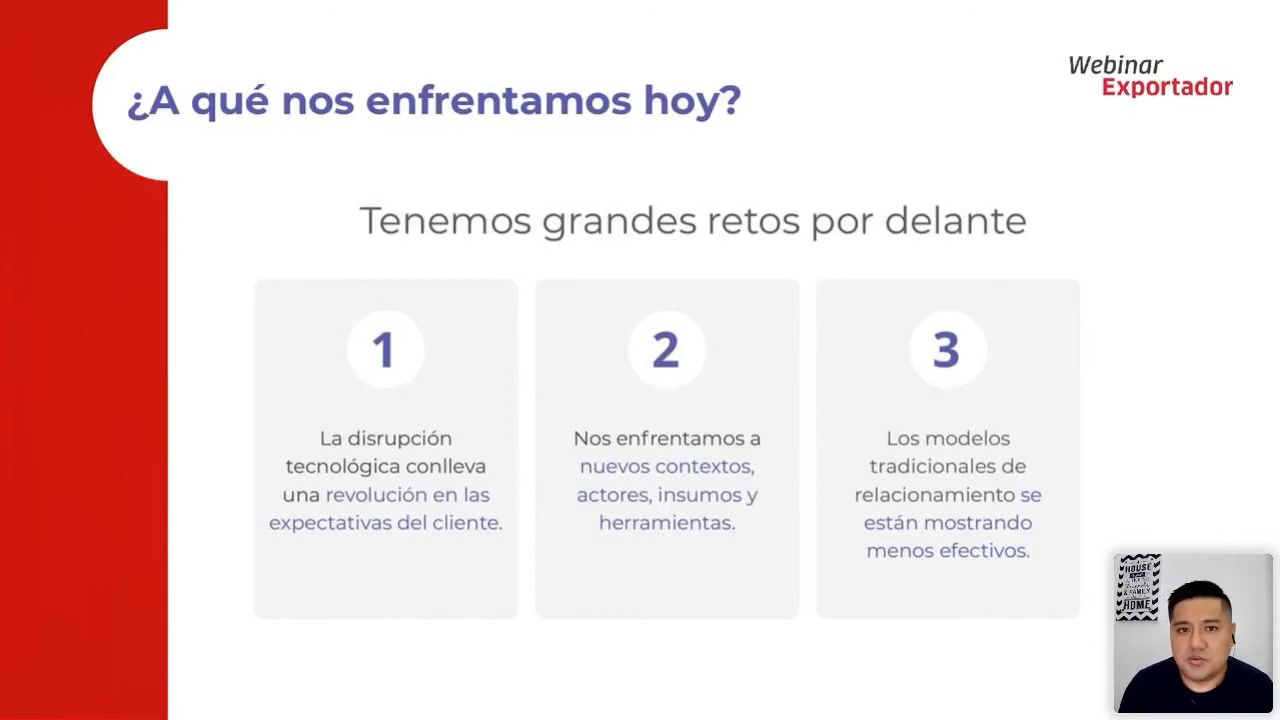 ¿A qué nos enfrentamos hoy?
Webinar
Exportador
Tenemos grandes retos por delante
1
La disrupción
tecnológica conlleva
una revolución en las
expectativas del cliente.
2
Nos enfrentamos a
nuevos contextos,
actores, insumos y
herramientas.
3
Los modelos
tradicionales de
relacionamiento se
están mostrando
menos efectivos.
HOUSE
& FAMILY
HOME